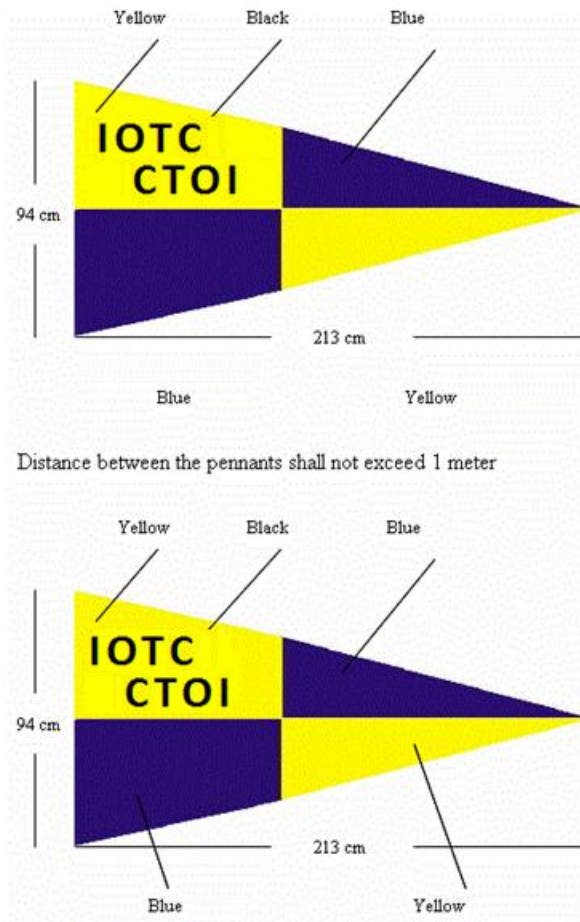 Yellow Black Blue
IOTC
CTOI
94 cm
213 cm
Blue Yellow
Distance between the pennants shall not exceed 1 meter
Yellow Black Blue
IOTC
CTOI
94 cm
213 cm
Blue Yellow